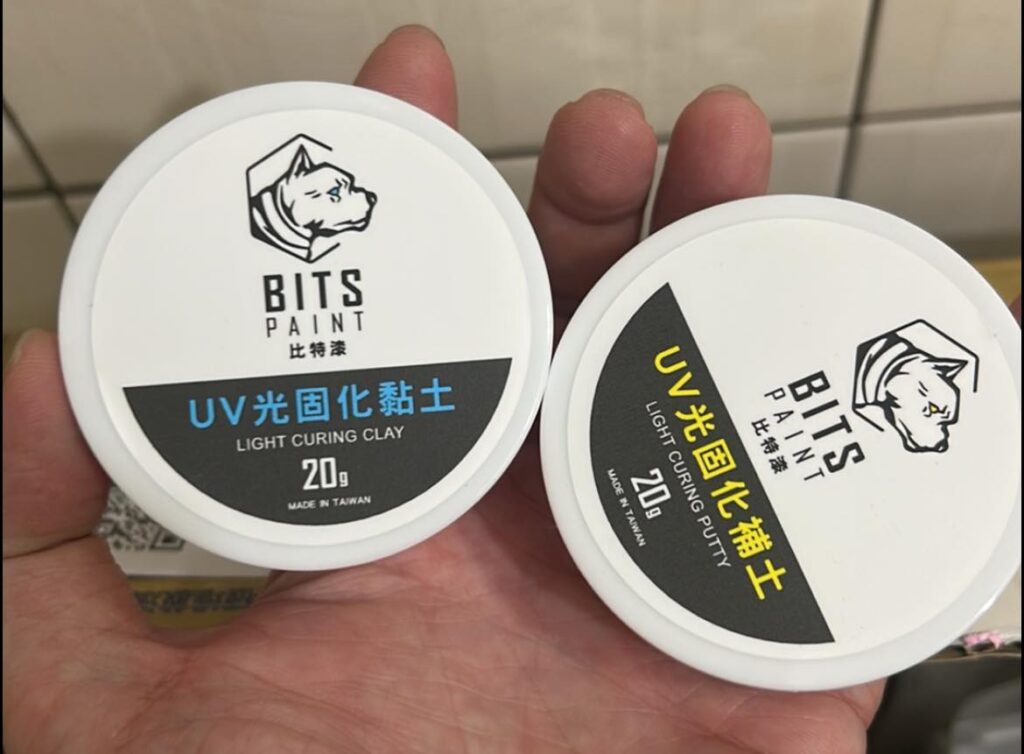 BITS
PAINT
比特漆
UV光固化黏土
LIGHT CURING CLAY
20g
MADE IN TAIWAN
BITS
PAINT
比特漆
UV光固化補土
LIGHT CURING PUTTY
20g
MADE IN TAIWAN